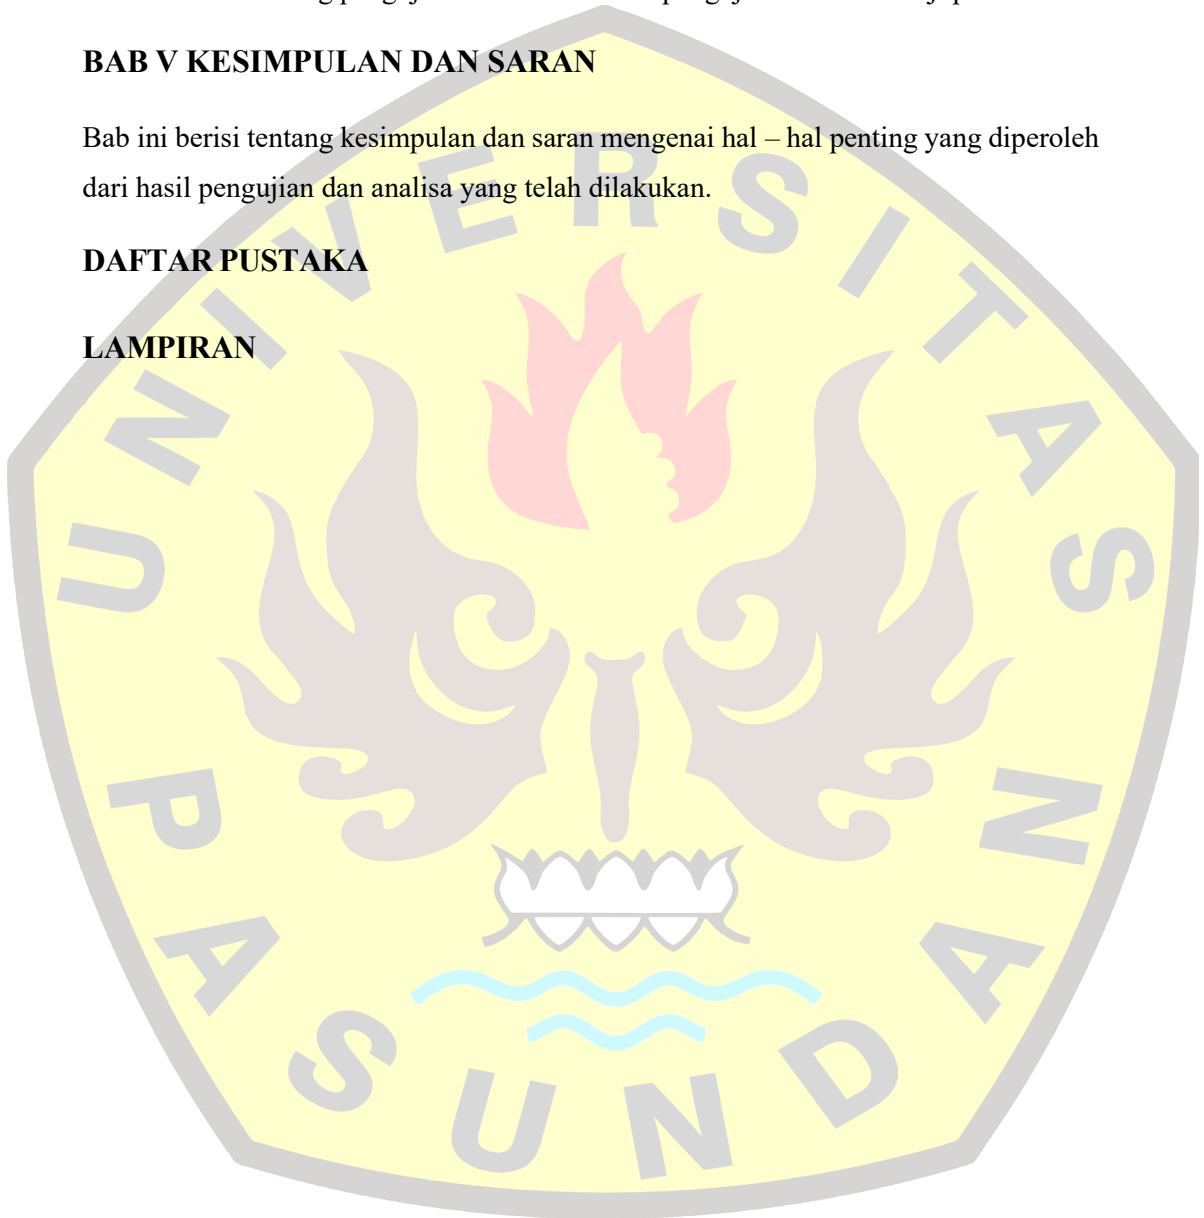 BAB V KESIMPULAN DAN SARAN
Bab ini berisi tentang kesimpulan dan saran mengenai hal – hal penting yang diperoleh
dari hasil pengujian dan analisa yang telah dilakukan.
DAFTAR PUSTAKA
LAMPIRAN
UNIVERSITAS
PASUNDAN